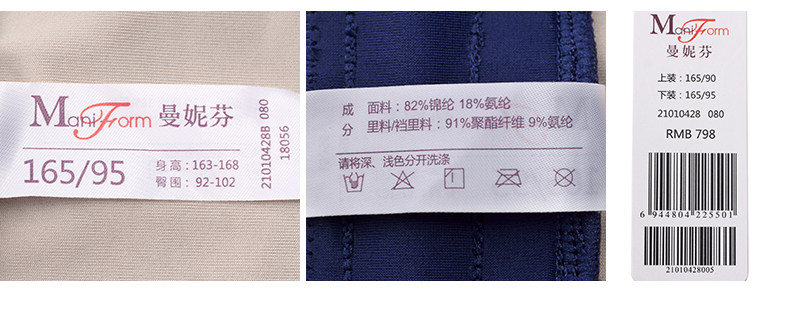 ManiForm 曼妮芬
165/95
身高：163-168
臀围：92-102
21010428B 080
18056
成 面料：82%锦纶 18%氨纶
分 里料/裆里料：91%聚酯纤维 9%氨纶
请将深、浅色分开洗涤
ManiForm
曼妮芬
上装：165/90
下装：165/95
21010428 080
RMB 798
6 944804 225501
21010428005